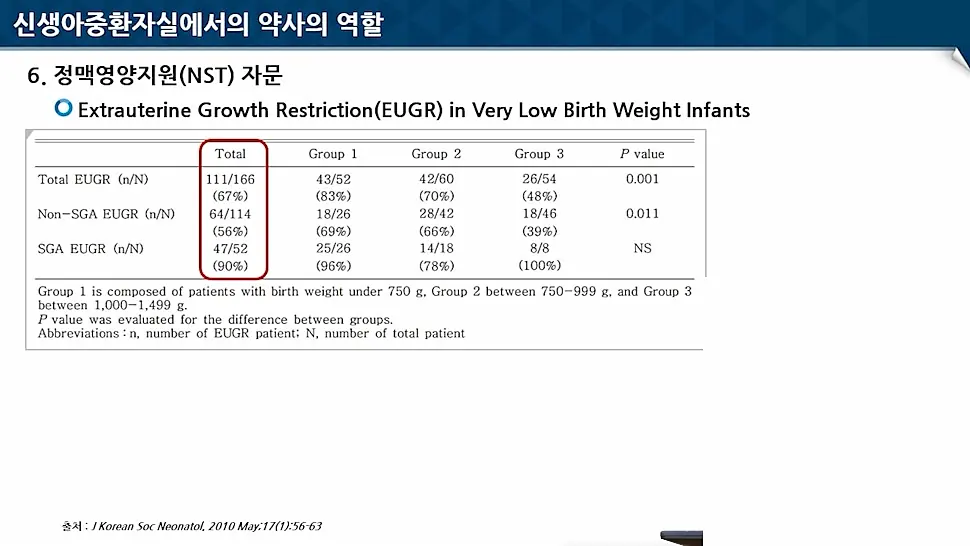 신생아중환자실에서의 약사의 역할
6. 정맥영양지원(NST) 자문
Extrauterine Growth Restriction(EUGR) in Very Low Birth Weight Infants
Total Group 1 Group 2 Group 3 P value
Total EUGR (n/N) 111/166 43/52 42/60 26/54 0.001
(67%) (83%) (70%) (48%)
Non-SGA EUGR (n/N) 64/114 18/26 28/42 18/46 0.011
(56%) (69%) (66%) (39%)
SGA EUGR (n/N) 47/52 25/26 14/18 8/8 NS
(90%) (96%) (78%) (100%)
Group 1 is composed of patients with birth weight under 750 g, Group 2 between 750-999 g, and Group 3
between 1,000-1,499 g.
P value was evaluated for the difference between groups.
Abbreviations : n, number of EUGR patient; N, number of total patient
출처 : J Korean Soc Neonatol. 2010 May;17(1):56-63